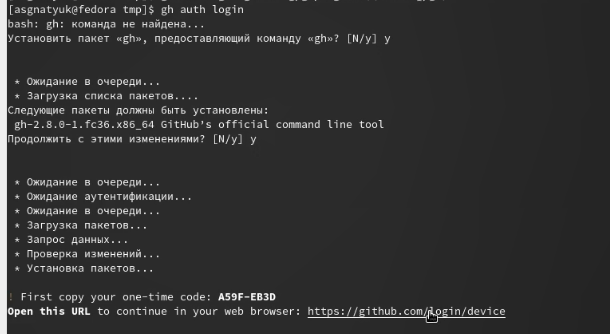 [asgnatyuk@fedora tmp]$ gh auth login
bash: gh: команда не найдена...
Установить пакет «gh», предоставляющий команду «gh»? [N/y] y
* Ожидание в очереди...
* Загрузка списка пакетов....
Следующие пакеты должны быть установлены:
gh-2.8.0-1.fc36.x86_64 GitHub's official command line tool
Продолжить с этими изменениями? [N/y] y
* Ожидание в очереди...
* Ожидание аутентификации...
* Ожидание в очереди...
* Загрузка пакетов...
* Запрос данных...
* Проверка изменений...
* Установка пакетов...
! First copy your one-time code: A59F-EB3D
Open this URL to continue in your web browser: https://github.com/login/device